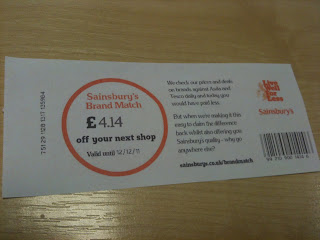 Sainsbury's
Brand Match
£4.14
off your next shop
Valid until 12/12/11
We check our prices and deals
on brands against Asda and
Tesco daily and today you
would have paid less.
But when we're making it this
easy to claim the difference
back whilst also offering you
Sainsbury's quality - why go
anywhere else?
sainsburys.co.uk/brandmatch
Live
Well
For
Less
Sainsbury's